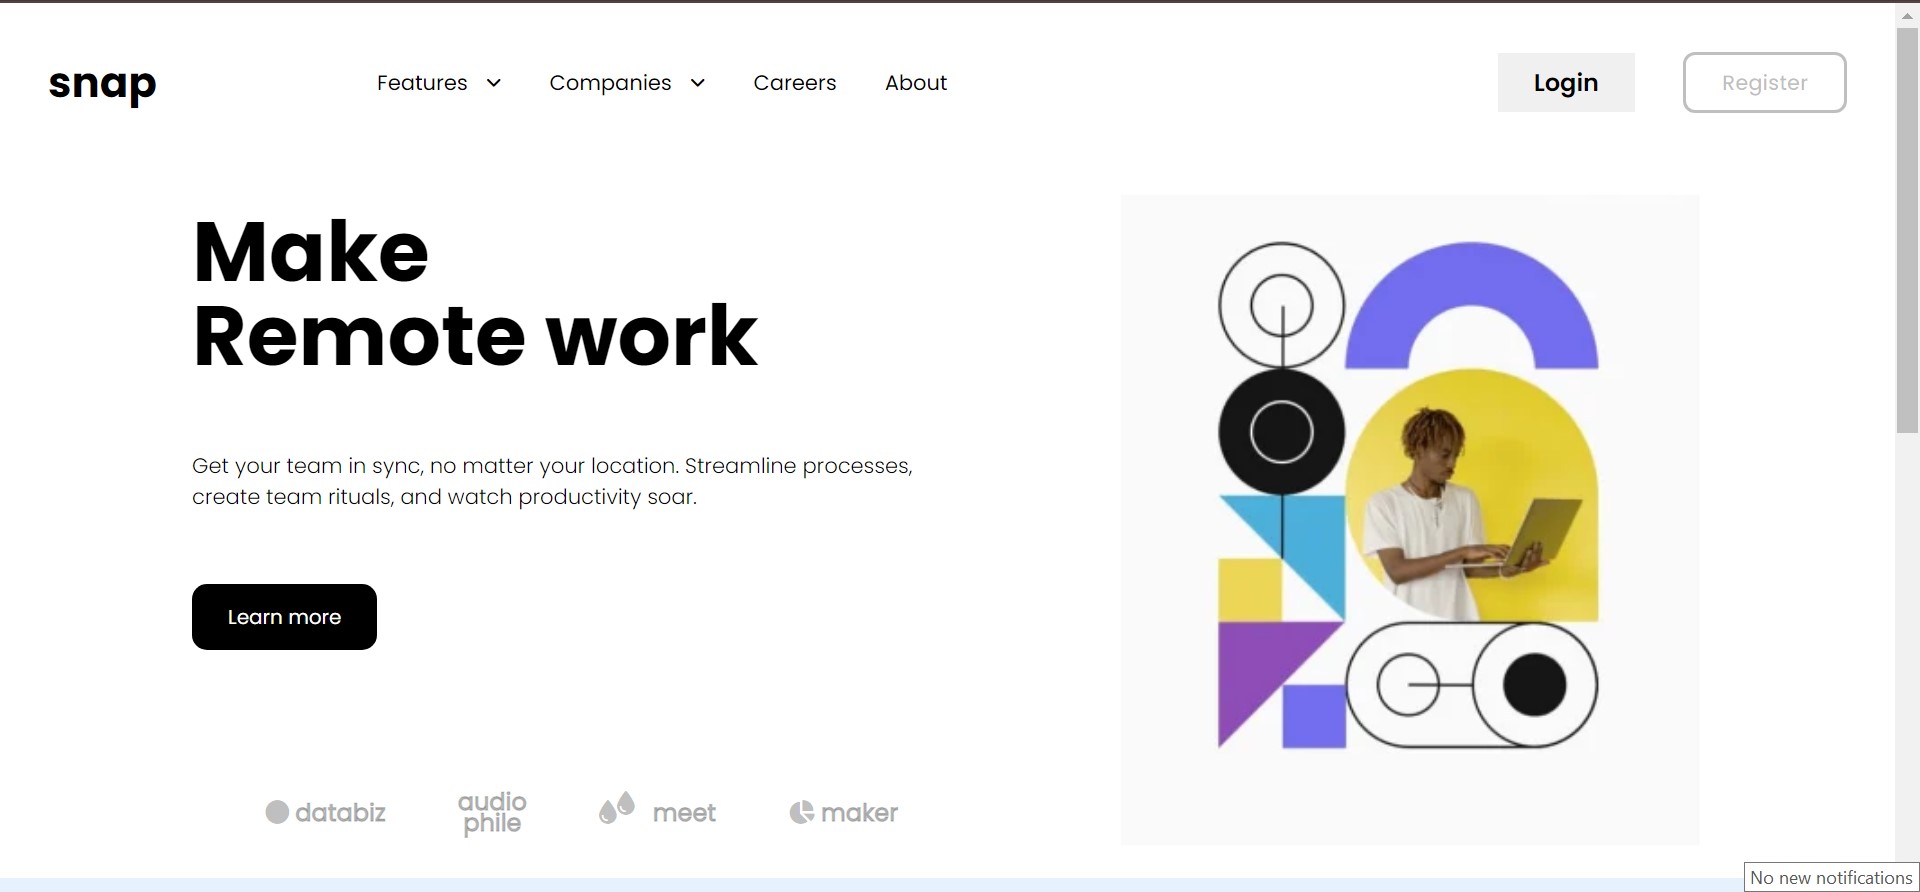 snap
Features
Companies
Careers
About
Login
Register
Make
Remote work
Get your team in sync, no matter your location. Streamline processes,
create team rituals, and watch productivity soar.
Learn more
databiz
audio
phile
meet
maker
No new notifications